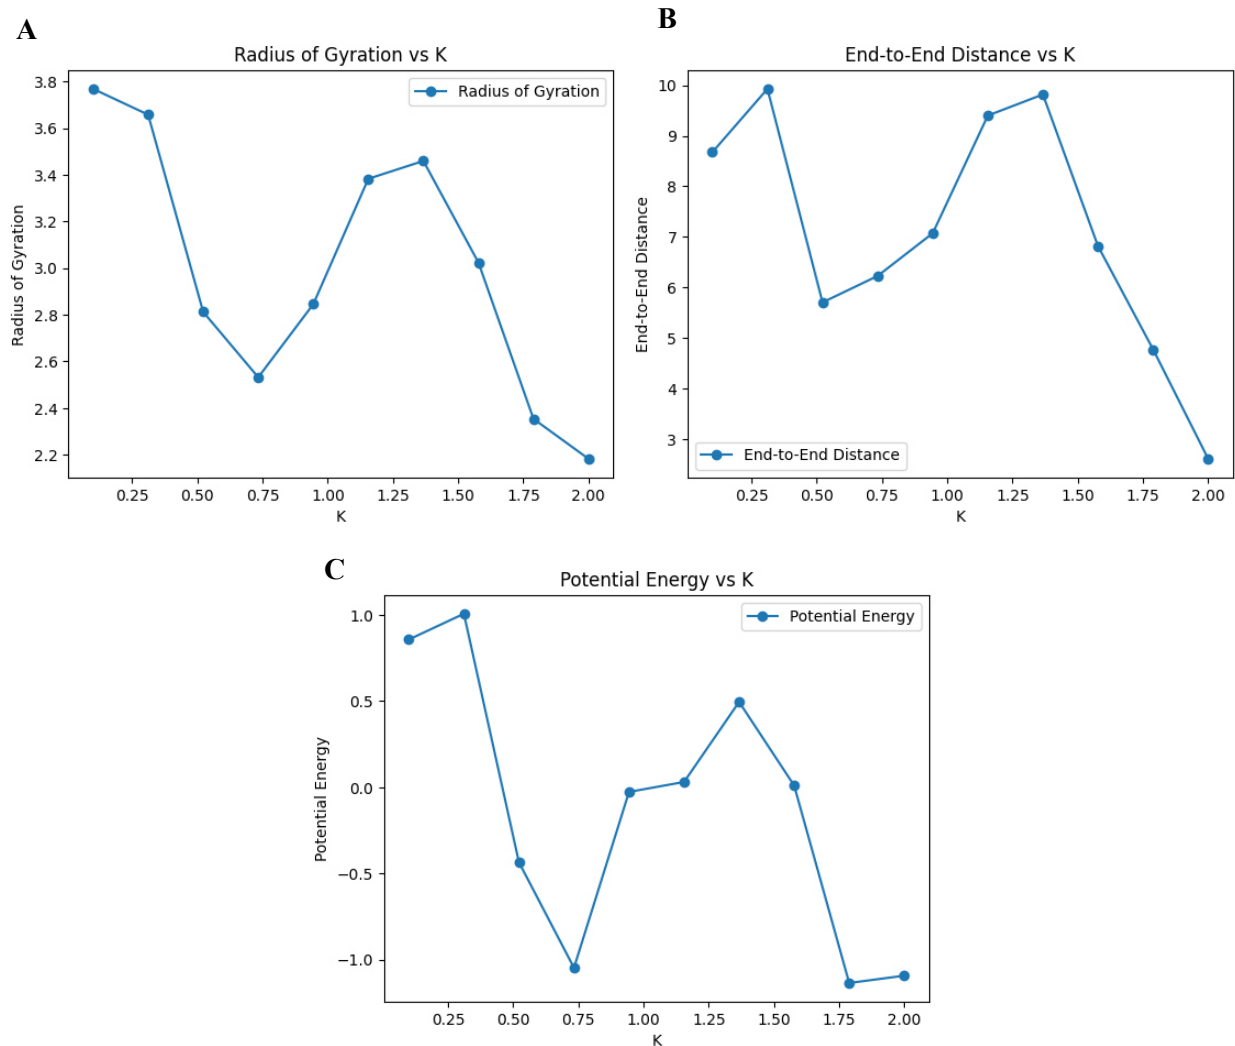 A
Radius of Gyration vs K
Radius of Gyration
3.8
3.6
3.4
3.2
3.0
2.8
2.6
2.4
2.2
Radius of Gyration
0.25 0.50 0.75 1.00 1.25 1.50 1.75 2.00
K
B
End-to-End Distance vs K
10
9
8
7
6
5
4
3
End-to-End Distance
End-to-End Distance
0.25 0.50 0.75 1.00 1.25 1.50 1.75 2.00
K
C
Potential Energy vs K
Potential Energy
1.0
0.5
0.0
−0.5
−1.0
Potential Energy
0.25 0.50 0.75 1.00 1.25 1.50 1.75 2.00
K